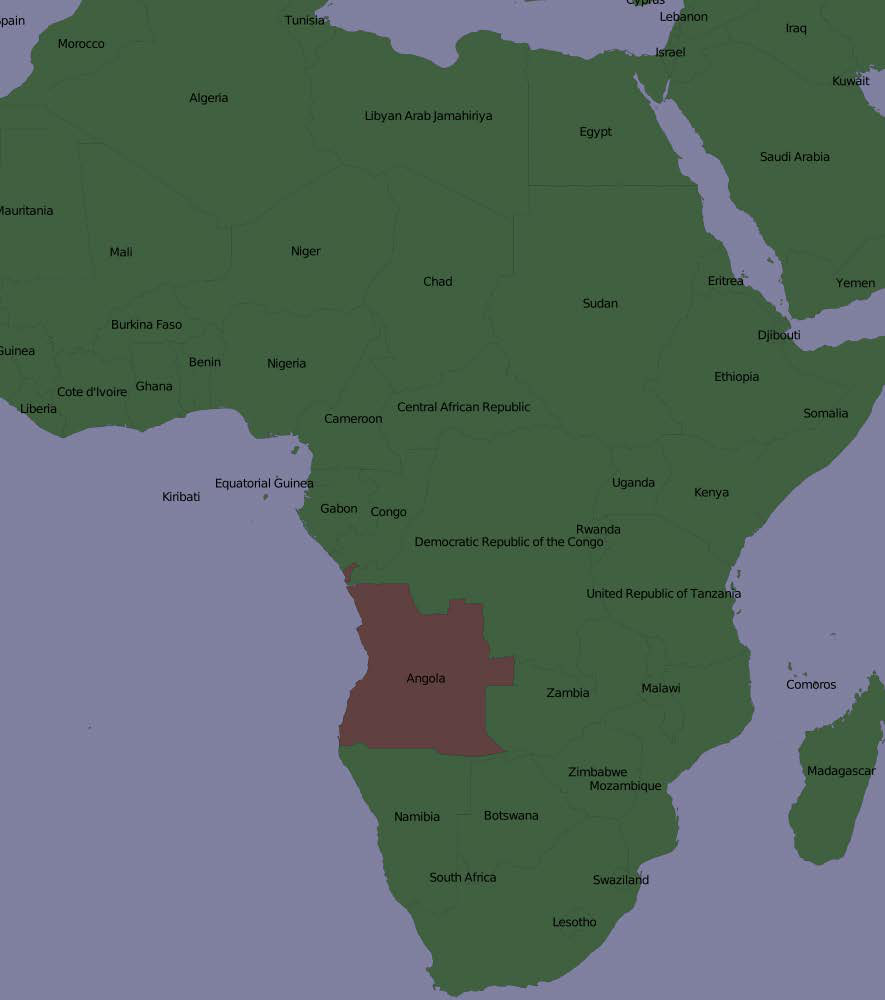 Cyprus
Spain
Tunisia
Lebanon
Iraq
Morocco
Israel
Kuwait
Algeria
Libyan Arab Jamahiriya
Egypt
Saudi Arabia
Mauritania
Mali
Niger
Chad
Sudan
Eritrea
Yemen
Burkina Faso
Djibouti
Guinea
Benin
Nigeria
Ethiopia
Cote d'Ivoire
Ghana
Liberia
Central African Republic
Cameroon
Somalia
Equatorial Guinea
Kiribati
Uganda
Kenya
Gabon
Congo
Rwanda
Democratic Republic of the Congo
United Republic of Tanzania
Angola
Zambia
Malawi
Comoros
Zimbabwe
Madagascar
Mozambique
Namibia
Botswana
South Africa
Swaziland
Lesotho